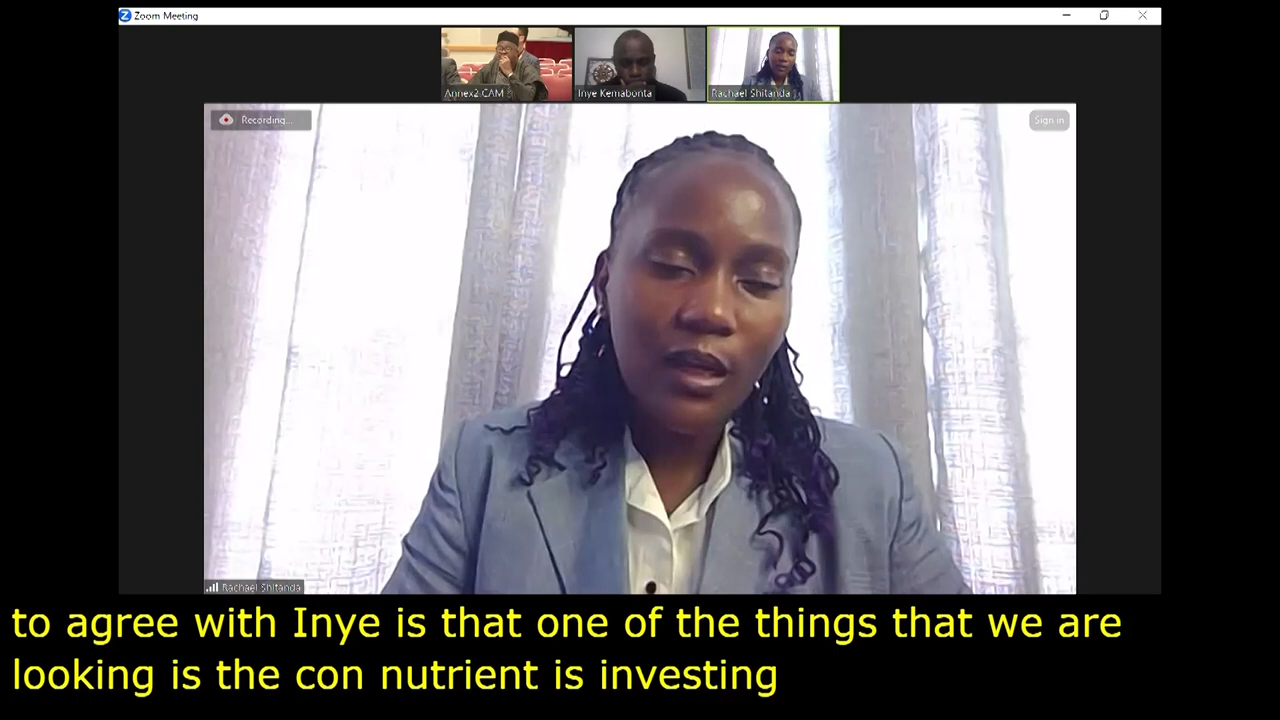 Zoom Meeting
Annex2 CAM
Inye Kemabonta
Rachael Shitanda
Recording...
Sign in
Rachael Shitanda
to agree with Inye is that one of the things that we are
looking is the con nutrient is investing